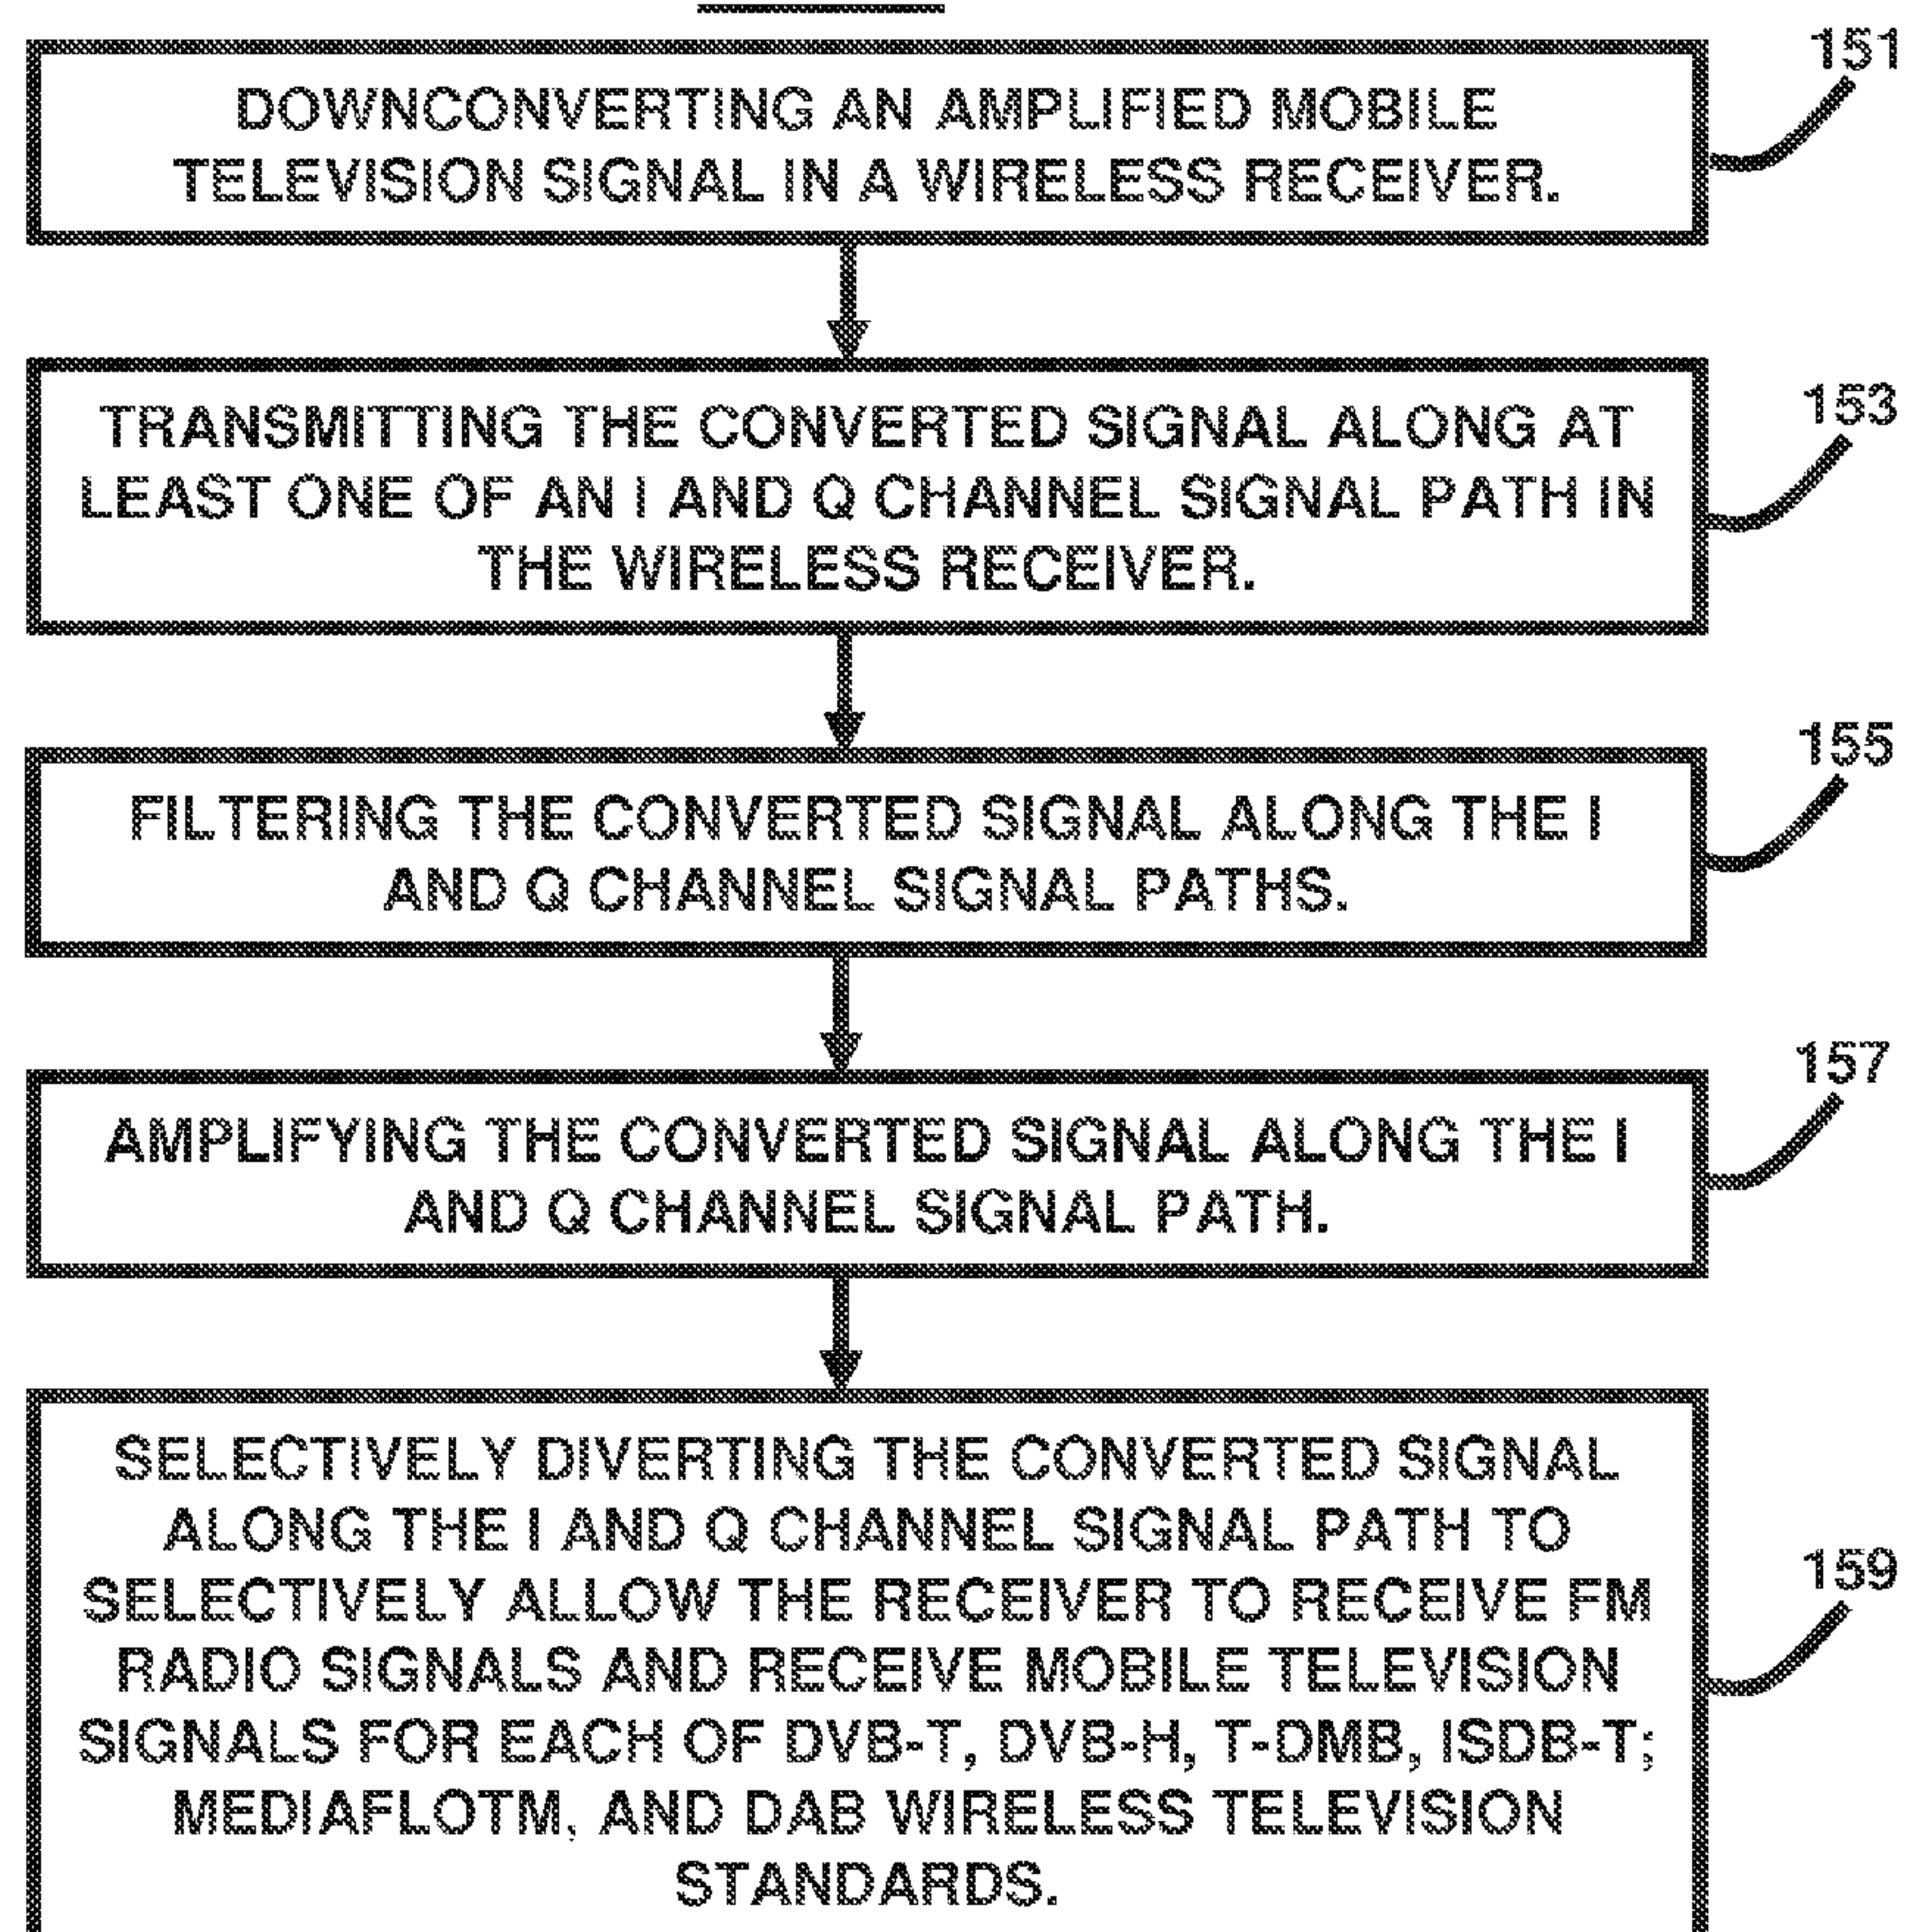 151
DOWNCONVERTING AN AMPLIFIED MOBILE
TELEVISION SIGNAL IN A WIRELESS RECEIVER.
153
TRANSMITTING THE CONVERTED SIGNAL ALONG AT
LEAST ONE OF AN I AND Q CHANNEL SIGNAL PATH IN
THE WIRELESS RECEIVER.
155
FILTERING THE CONVERTED SIGNAL ALONG THE I
AND Q CHANNEL SIGNAL PATHS.
157
AMPLIFYING THE CONVERTED SIGNAL ALONG THE I
AND Q CHANNEL SIGNAL PATH.
159
SELECTIVELY DIVERTING THE CONVERTED SIGNAL
ALONG THE I AND Q CHANNEL SIGNAL PATH TO
SELECTIVELY ALLOW THE RECEIVER TO RECEIVE FM
RADIO SIGNALS AND RECEIVE MOBILE TELEVISION
SIGNALS FOR EACH OF DVB-T, DVB-H, T-DMB, ISDB-T;
MEDIAFLOTM, AND DAB WIRELESS TELEVISION
STANDARDS.